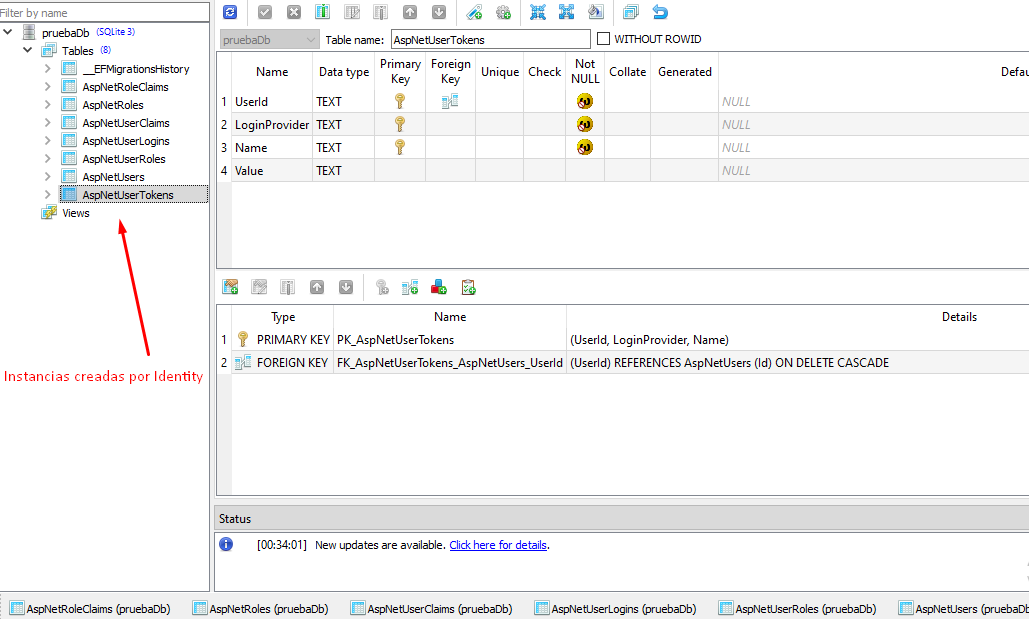 Filter by name
pruebaDb (SQLite 3)
Tables (8)
__EFMigrationsHistory
AspNetRoleClaims
AspNetRoles
AspNetUserClaims
AspNetUserLogins
AspNetUserRoles
AspNetUsers
AspNetUserTokens
Views
Instancias creadas por Identity
pruebaDb Table name: AspNetUserTokens WITHOUT ROWID
Name Data type Primary Key Foreign Key Unique Check Not NULL Collate Generated Defau
1 UserId TEXT NULL
2 LoginProvider TEXT NULL
3 Name TEXT NULL
4 Value TEXT NULL
Type Name Details
1 PRIMARY KEY PK_AspNetUserTokens (UserId, LoginProvider, Name)
2 FOREIGN KEY FK_AspNetUserTokens_AspNetUsers_UserId (UserId) REFERENCES AspNetUsers (Id) ON DELETE CASCADE
Status
[00:34:01] New updates are available. Click here for details.
AspNetRoleClaims (pruebaDb) AspNetRoles (pruebaDb) AspNetUserClaims (pruebaDb) AspNetUserLogins (pruebaDb) AspNetUserRoles (pruebaDb) AspNetUsers (pruebaDb